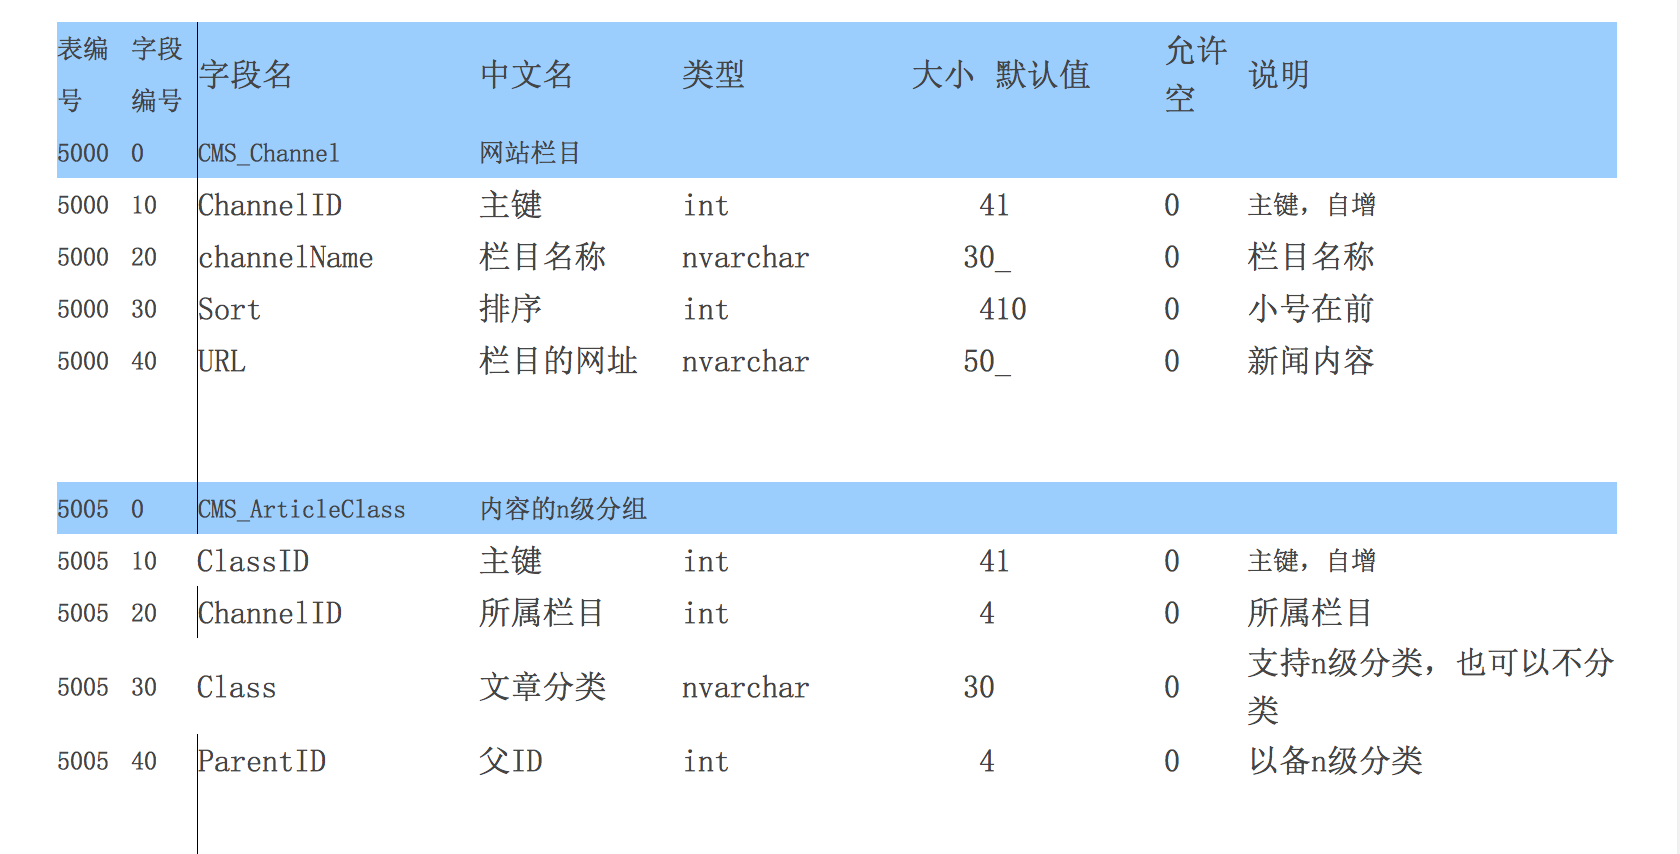 表编号 字段编号 字段名 中文名 类型 大小 默认值 允许空 说明
5000 0 CMS_Channel 网站栏目
5000 10 ChannelID 主键 int 41 0 主键，自增
5000 20 channelName 栏目名称 nvarchar 30_ 0 栏目名称
5000 30 Sort 排序 int 410 0 小号在前
5000 40 URL 栏目的网址 nvarchar 50_ 0 新闻内容
5005 0 CMS_ArticleClass 内容的n级分组
5005 10 ClassID 主键 int 41 0 主键，自增
5005 20 ChannelID 所属栏目 int 4 0 所属栏目
5005 30 Class 文章分类 nvarchar 30 0 支持n级分类，也可以不分类
5005 40 ParentID 父ID int 4 0 以备n级分类